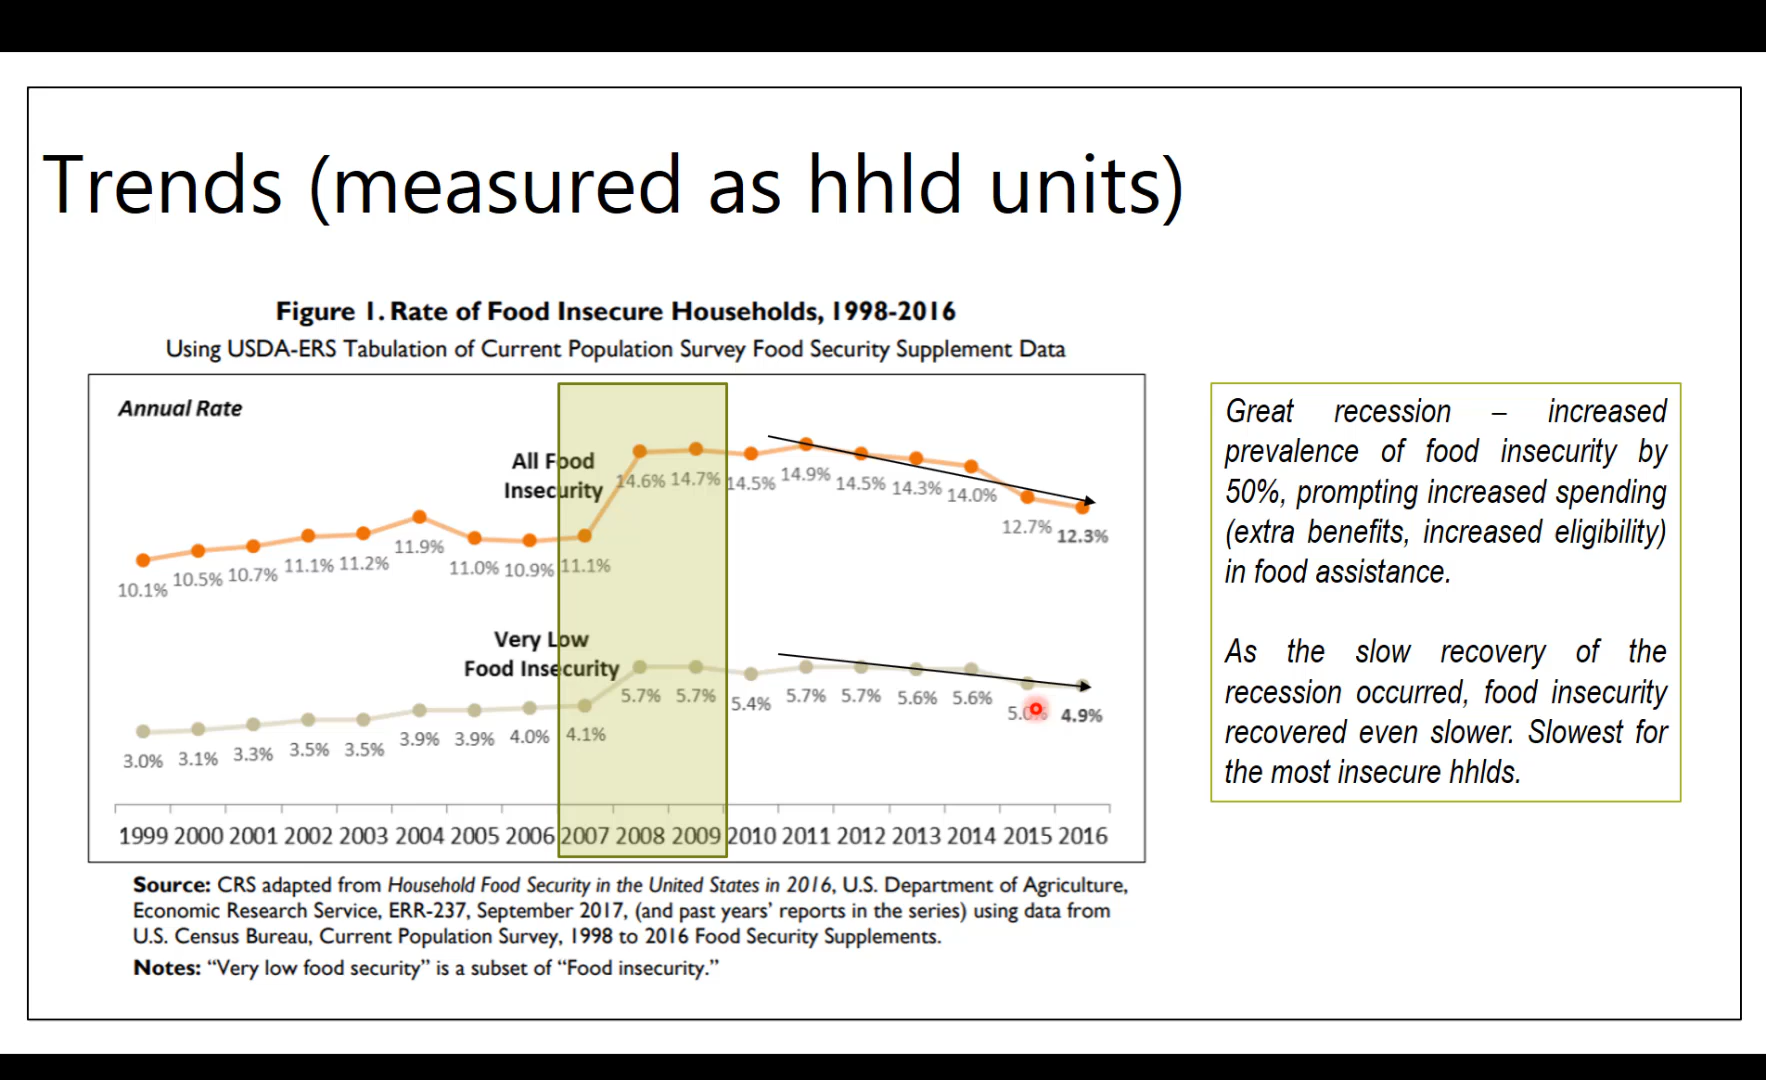 Trends (measured as hhld units)
Figure 1. Rate of Food Insecure Households, 1998-2016
Using USDA-ERS Tabulation of Current Population Survey Food Security Supplement Data
Annual Rate
All Food
Insecurity
14.6% 14.7% 14.5% 14.9% 14.5% 14.3% 14.0% 12.7% 12.3%
10.1% 10.5% 10.7% 11.1% 11.2% 11.9% 11.0% 10.9% 11.1%
Very Low
Food Insecurity
5.7% 5.7% 5.4% 5.7% 5.7% 5.6% 5.6% 4.9%
3.0% 3.1% 3.3% 3.5% 3.5% 3.9% 3.9% 4.0% 4.1%
1999 2000 2001 2002 2003 2004 2005 2006 2007 2008 2009 2010 2011 2012 2013 2014 2015 2016
Source: CRS adapted from Household Food Security in the United States in 2016, U.S. Department of Agriculture,
Economic Research Service, ERR-237, September 2017, (and past years' reports in the series) using data from
U.S. Census Bureau, Current Population Survey, 1998 to 2016 Food Security Supplements.
Notes: “Very low food security” is a subset of “Food insecurity.”
Great recession – increased
prevalence of food insecurity by
50%, prompting increased spending
(extra benefits, increased eligibility)
in food assistance.
As the slow recovery of the
recession occurred, food insecurity
recovered even slower. Slowest for
the most insecure hhlds.